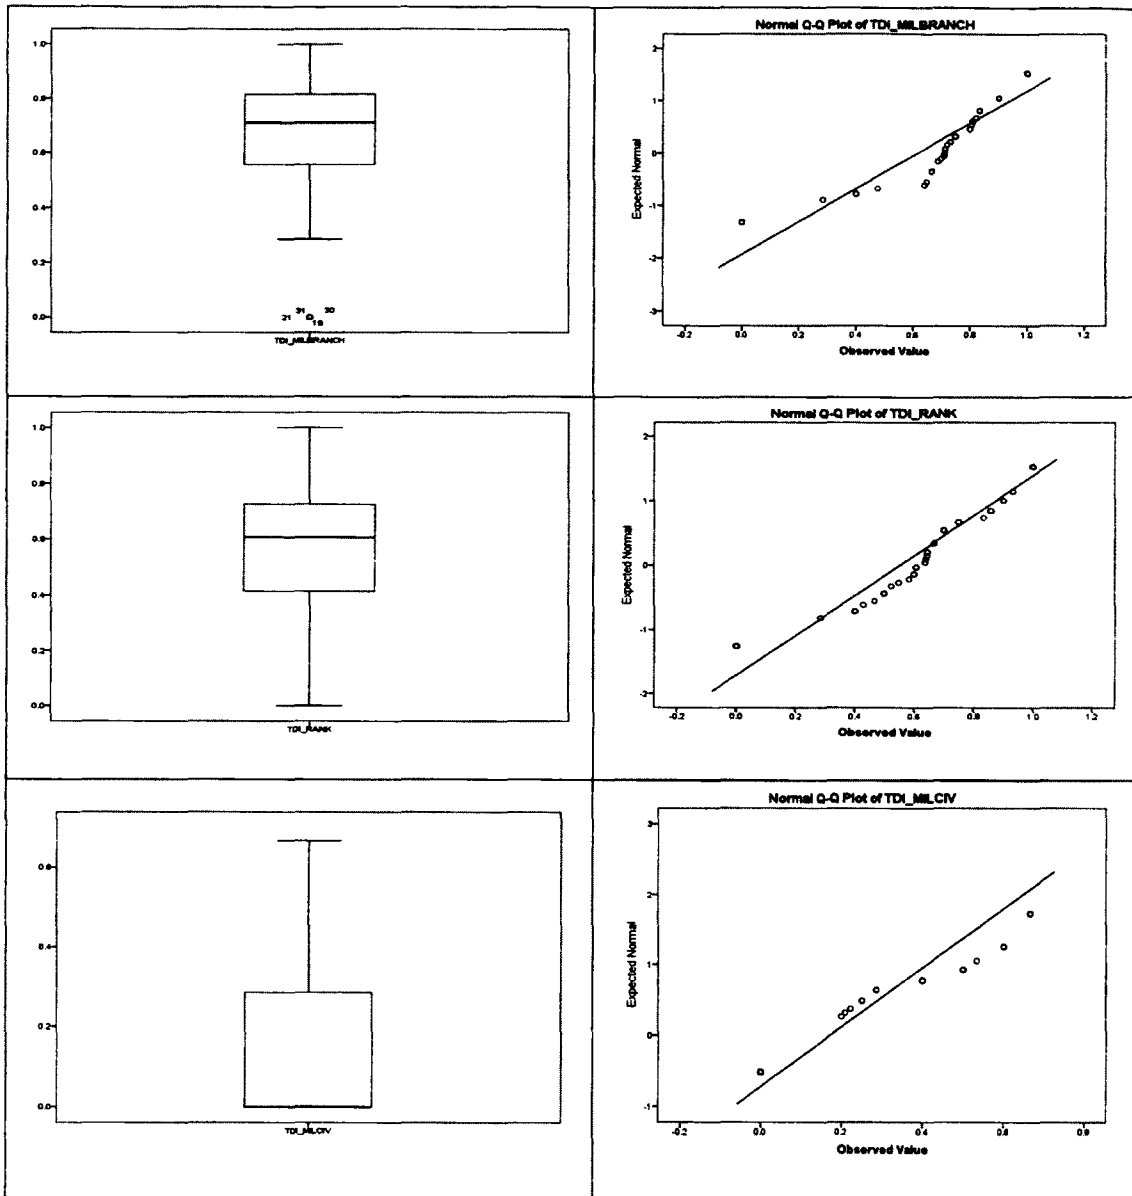 1.0
0.8
0.6
0.4
0.2
0.0
21 31 30
19
TDI_MILBRANCH
Normal Q-Q Plot of TDI_MILBRANCH
Expected Normal
2
1
0
-1
-2
-3
-0.2 0.0 0.2 0.4 0.6 0.8 1.0 1.2
Observed Value
1.0
0.8
0.6
0.4
0.2
0.0
TDI_RANK
Normal Q-Q Plot of TDI_RANK
Expected Normal
2
1
0
-1
-2
-0.2 0.0 0.2 0.4 0.6 0.8 1.0 1.2
Observed Value
0.4
0.2
0.0
TDI_MILCIV
Normal Q-Q Plot of TDI_MILCIV
Expected Normal
3
2
1
0
-1
-0.2 0.0 0.2 0.4 0.6
Observed Value